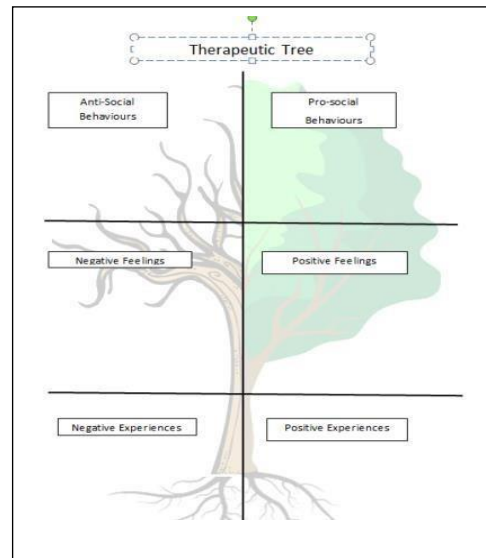 Therapeutic Tree
Anti-Social
Behaviours
Pro-social
Behaviours
Negative Feelings
Positive Feelings
Negative Experiences
Positive Experiences